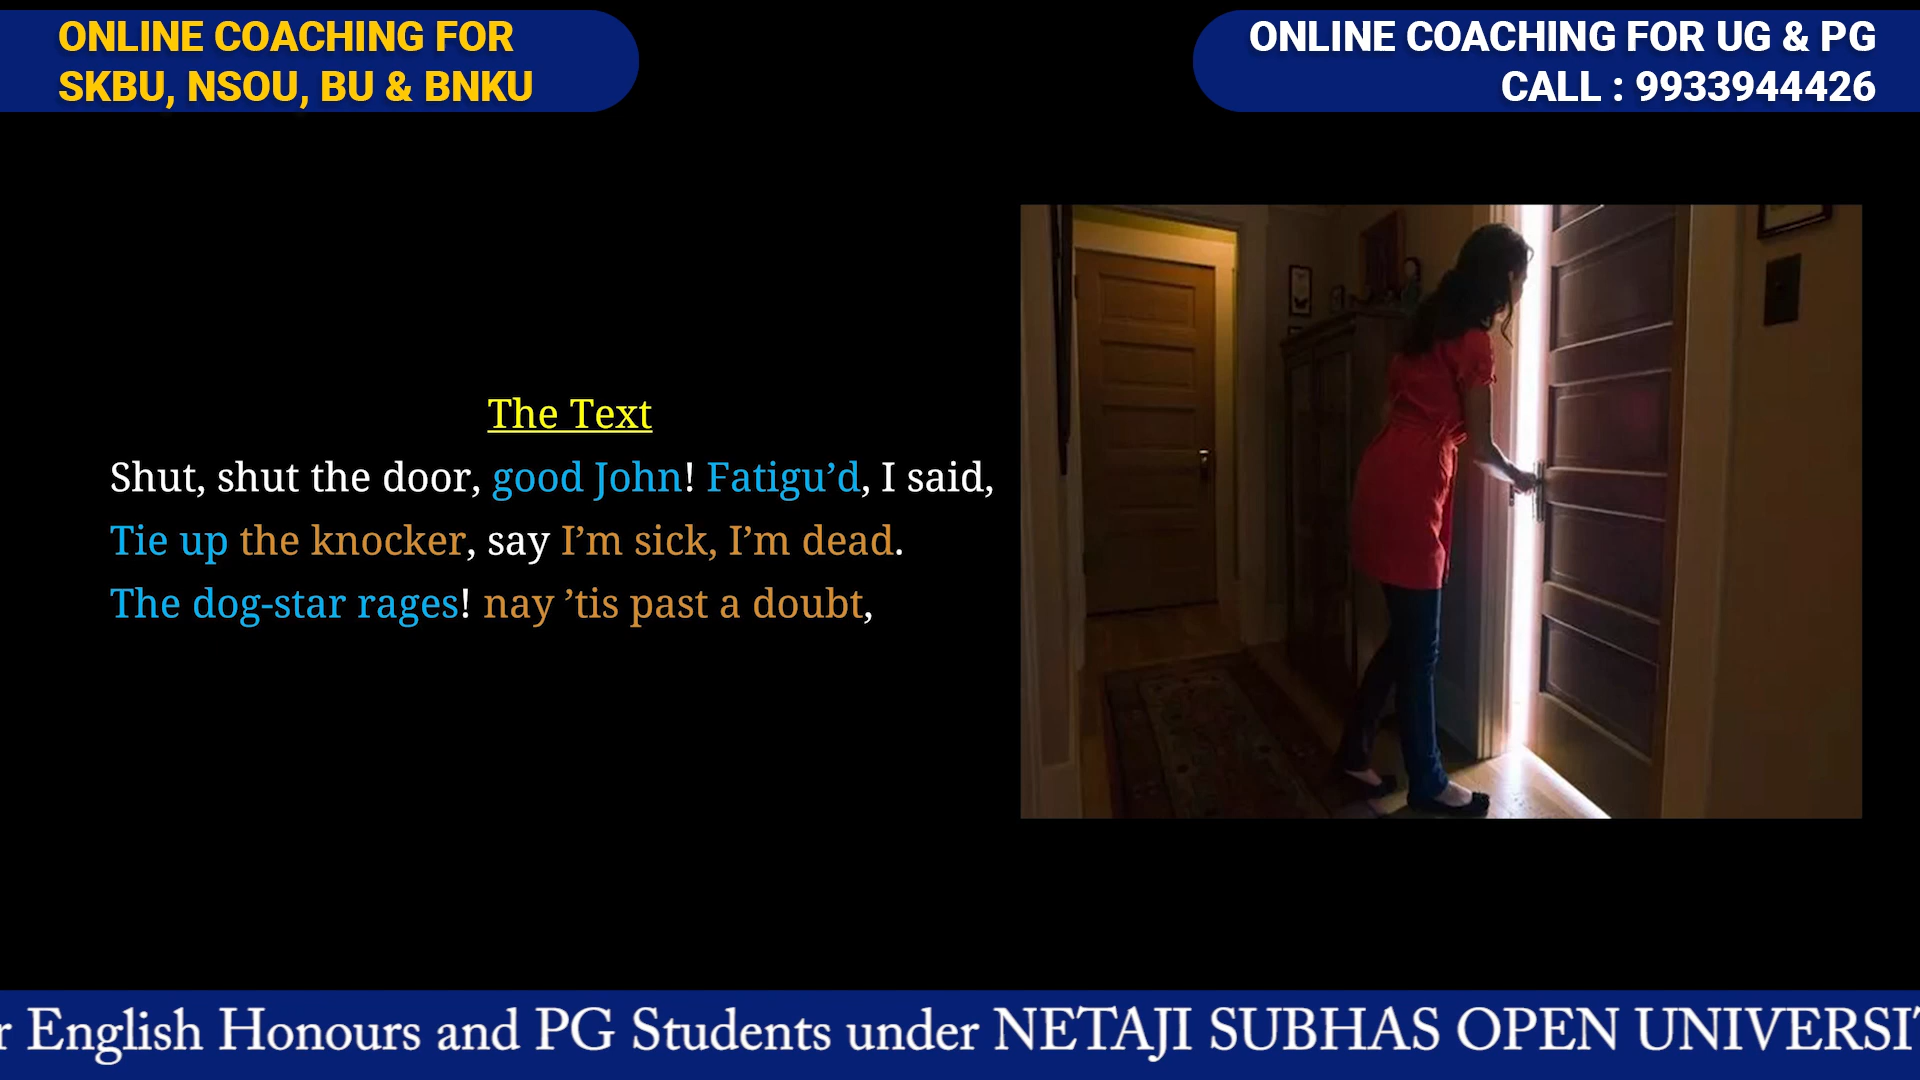 ONLINE COACHING FOR
SKBU, NSOU, BU & BNKU
ONLINE COACHING FOR UG & PG
CALL : 9933944426
The Text
Shut, shut the door, good John! Fatigu’d, I said,
Tie up the knocker, say I’m sick, I’m dead.
The dog-star rages! nay ’tis past a doubt,
English Honours and PG Students under NETAJI SUBHAS OPEN